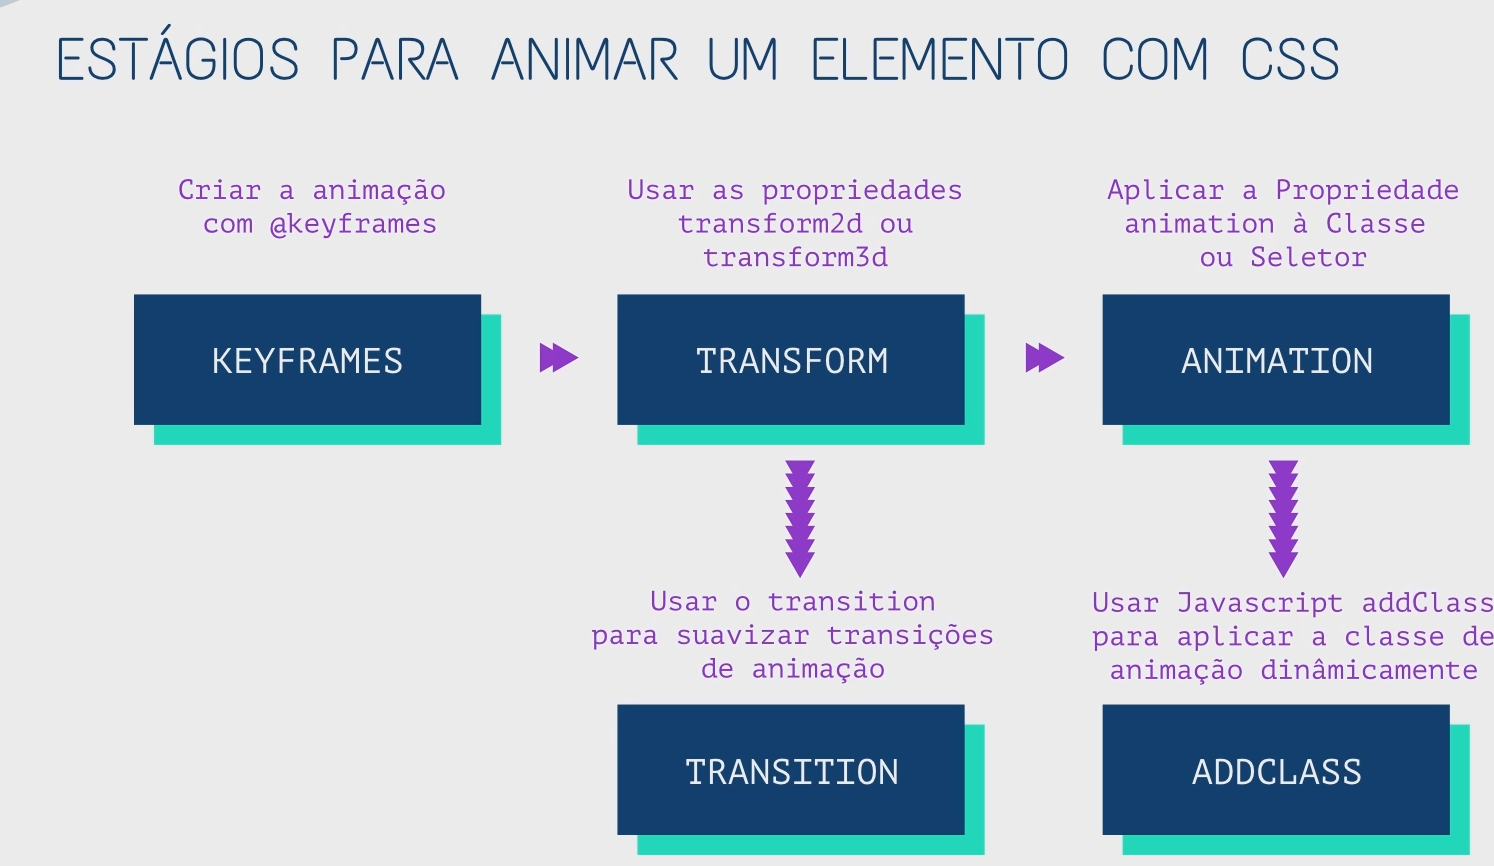 ESTÁGIOS PARA ANIMAR UM ELEMENTO COM CSS
Criar a animação
com @keyframes
KEYFRAMES
Usar as propriedades
transform2d ou
transform3d
TRANSFORM
Aplicar a Propriedade
animation à Classe
ou Seletor
ANIMATION
Usar o transition
para suavizar transições
de animação
TRANSITION
Usar Javascript addClass
para aplicar a classe de
animação dinâmicamente
ADDCLASS